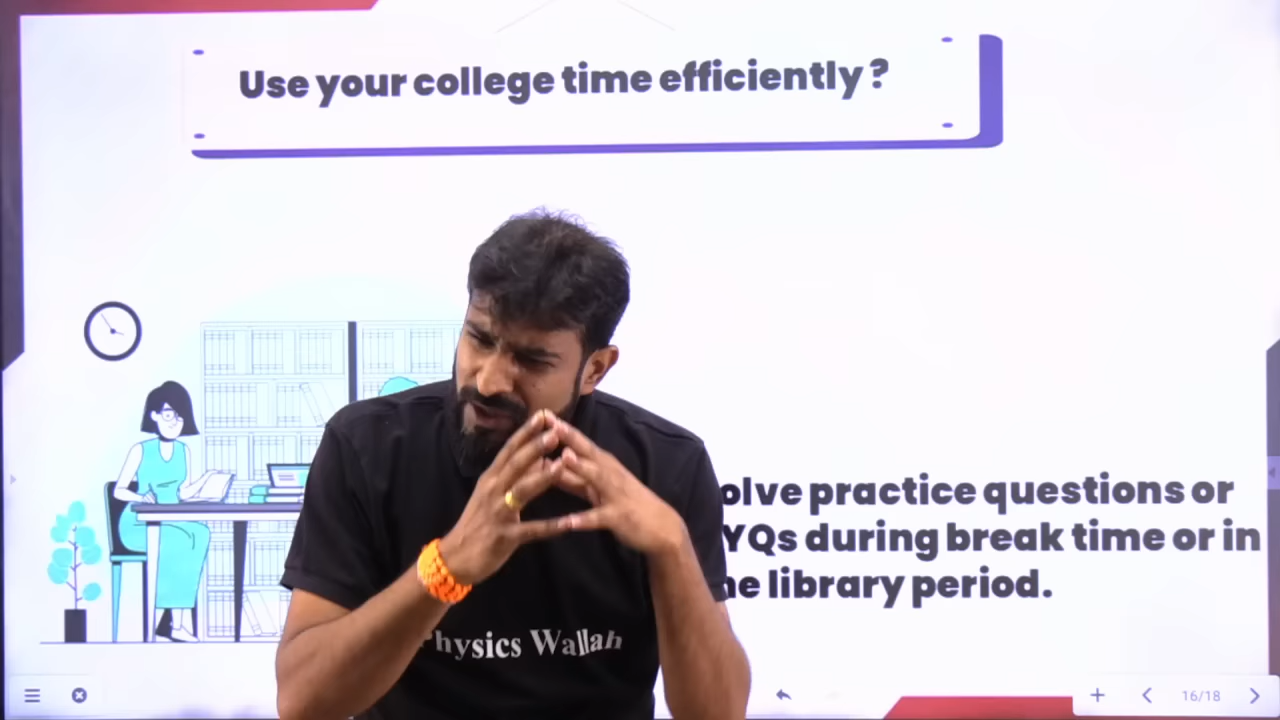 Use your college time efficiently ?
olve practice questions or
YQs during break time or in
he library period.
Physics Wallah
16/18